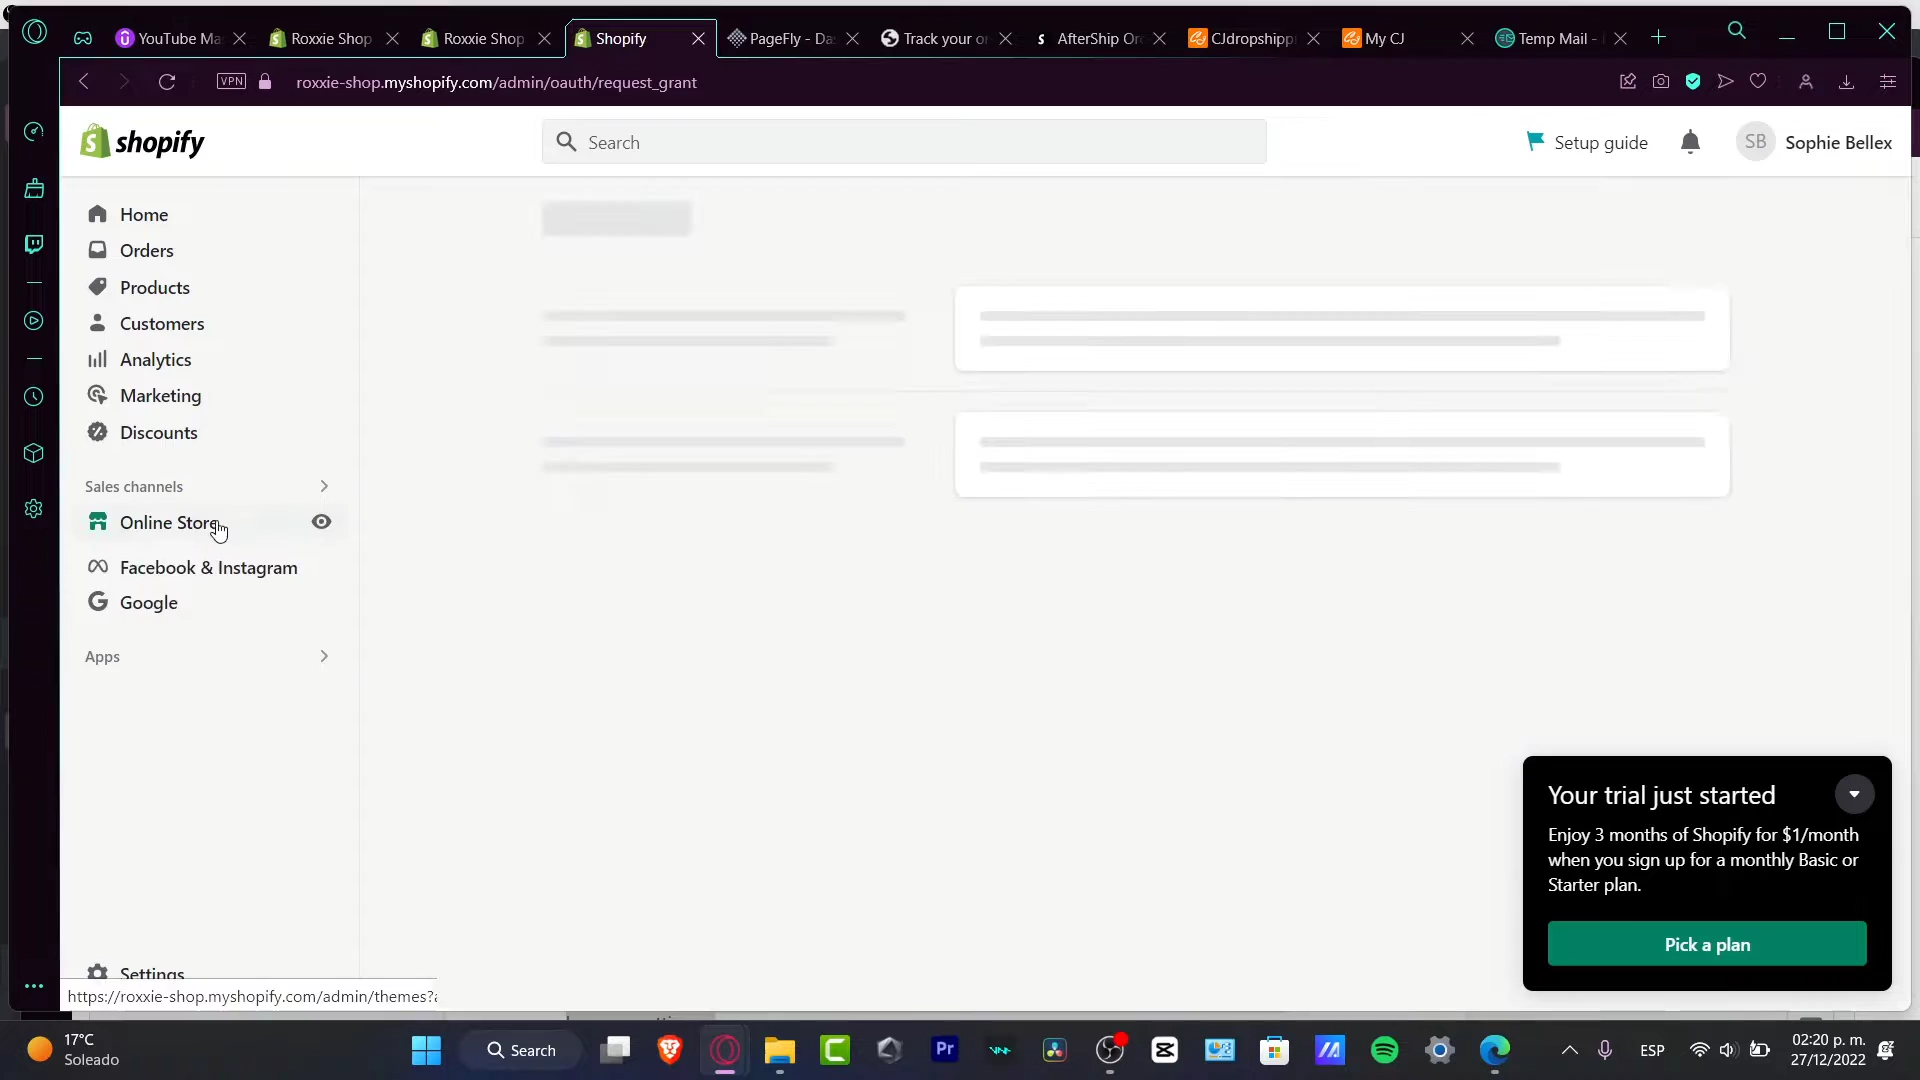 YouTube Ma
Roxxie Shop
Roxxie Shop
Shopify
PageFly - Da
Track your o
AfterShip Or
CJdropshipp
My CJ
Temp Mail -
VPN
roxxie-shop.myshopify.com/admin/oauth/request_grant
shopify
Search
Setup guide
SB
Sophie Bellex
Home
Orders
Products
Customers
Analytics
Marketing
Discounts
Sales channels
Online Store
Facebook & Instagram
Google
Apps
Settings
https://roxxie-shop.myshopify.com/admin/themes?a
Your trial just started
Enjoy 3 months of Shopify for $1/month
when you sign up for a monthly Basic or
Starter plan.
Pick a plan
17°C
Soleado
Search
Pr
ESP
02:20 p. m.
27/12/2022